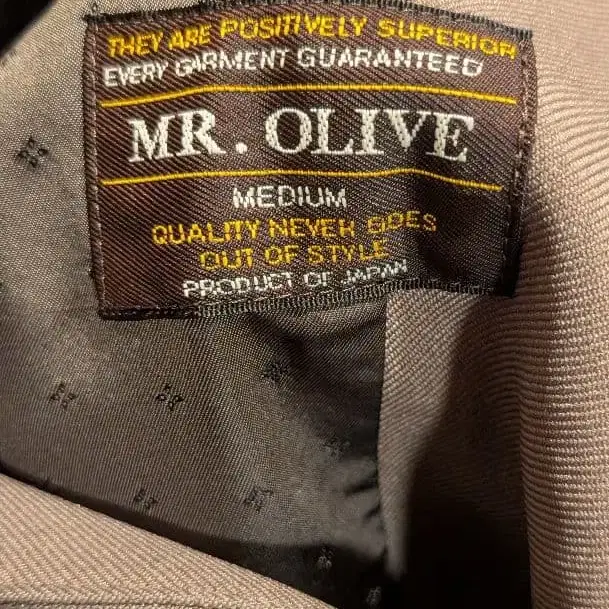 THEY ARE POSITIVELY SUPERIOR
EVERY GARMENT GUARANTEED
MR. OLIVE
MEDIUM
QUALITY NEVER GOES
OUT OF STYLE
PRODUCT OF JAPAN